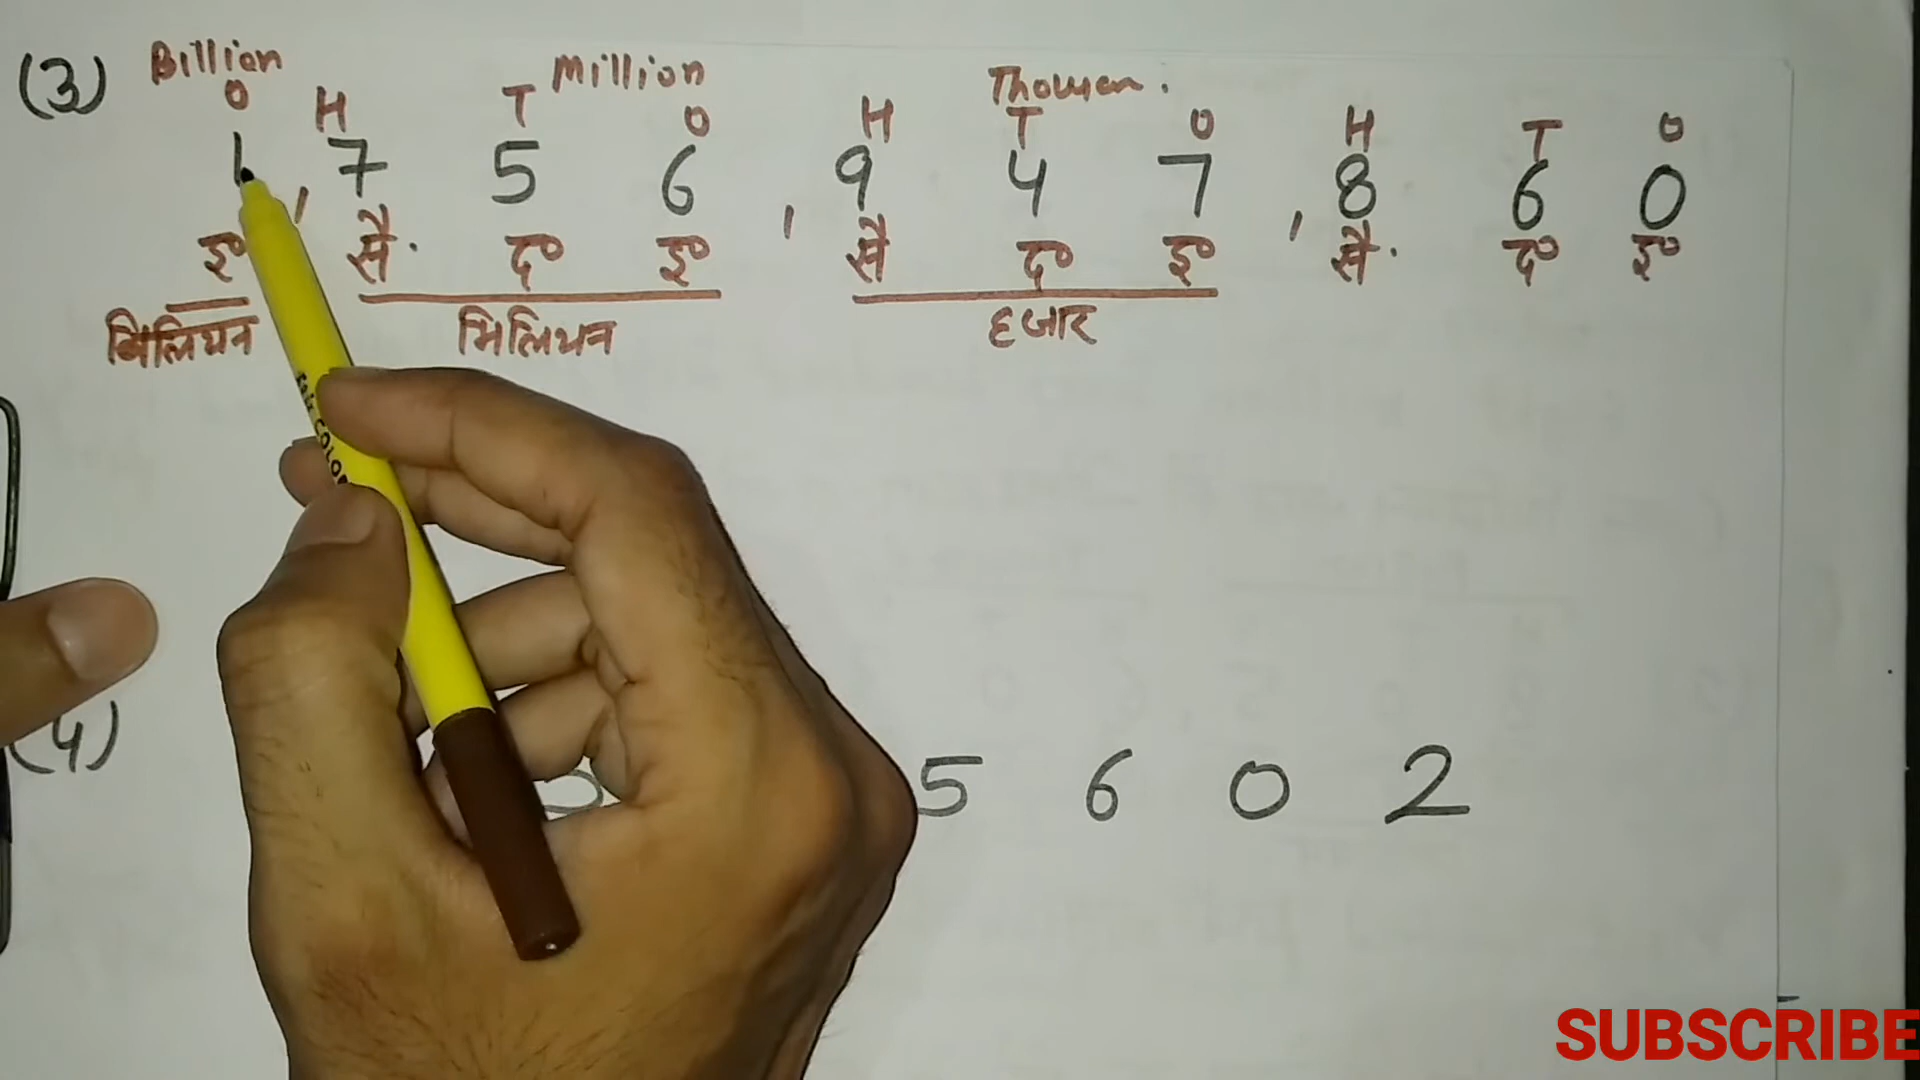 (3) Billion Million Thousan.
O H T O H T O H T O
1, 7 5 6, 9 4 7, 8 6 0
इ० सै. द० इ० सै द० इ० सै. द० इ०
बिलियन मिलियन हजार
(4) 5 6 0 2
SUBSCRIBE